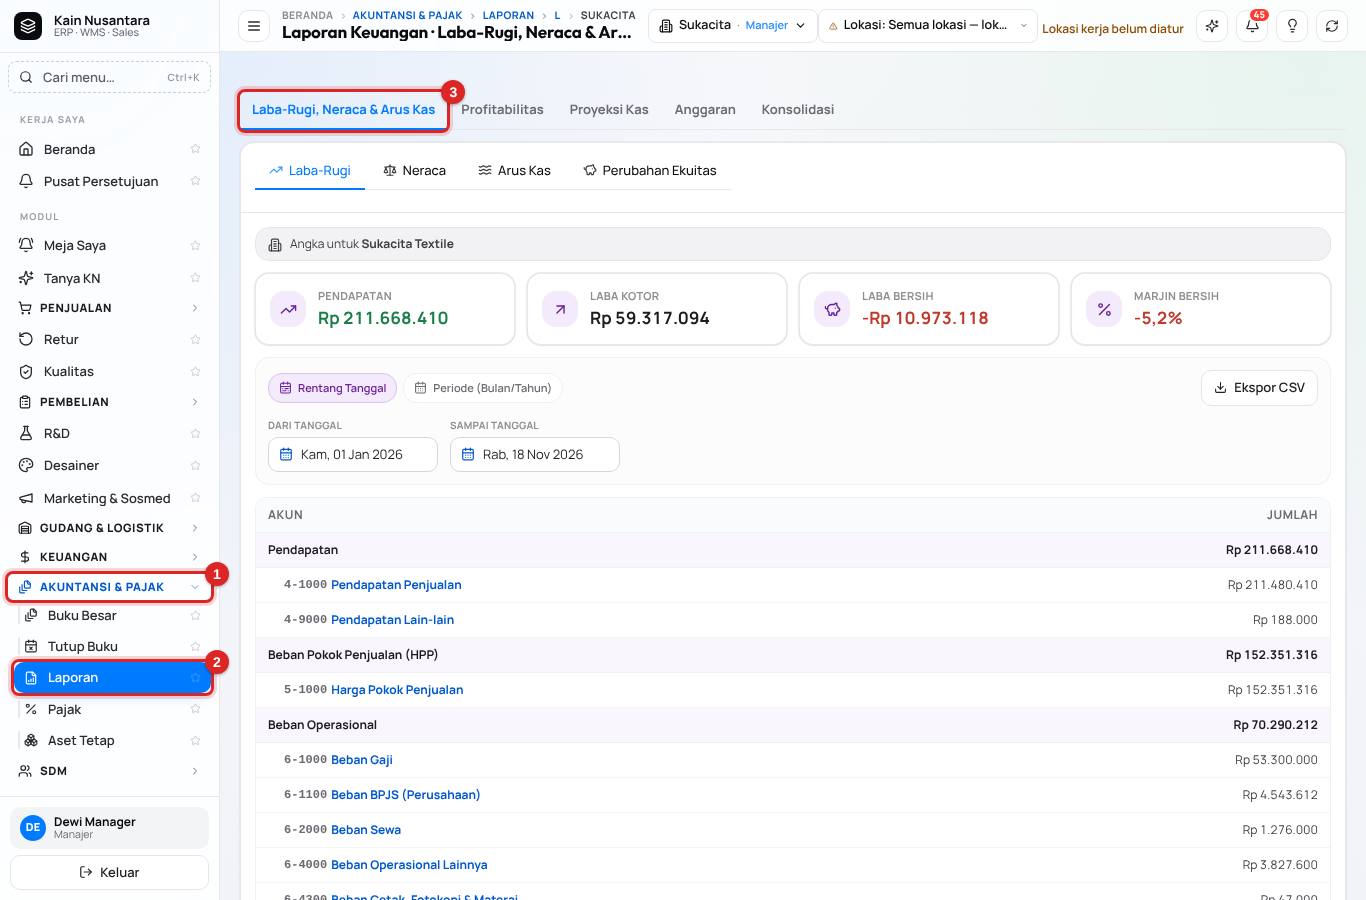 Kain Nusantara
ERP · WMS · Sales
Cari menu... Ctrl+K
KERJA SAYA
Beranda
Pusat Persetujuan
MODUL
Meja Saya
Tanya KN
PENJUALAN
Retur
Kualitas
PEMBELIAN
R&D
Desainer
Marketing & Sosmed
GUDANG & LOGISTIK
KEUANGAN
1
AKUNTANSI & PAJAK
Buku Besar
Tutup Buku
2
Laporan
Pajak
Aset Tetap
SDM
DE
Dewi Manager
Manajer
Keluar
BERANDA > AKUNTANSI & PAJAK > LAPORAN > L > SUKACITA
Laporan Keuangan · Laba-Rugi, Neraca & Ar...
Sukacita · Manajer
Lokasi: Semua lokasi — lok...
Lokasi kerja belum diatur
45
3
Laba-Rugi, Neraca & Arus Kas Profitabilitas Proyeksi Kas Anggaran Konsolidasi
Laba-Rugi Neraca Arus Kas Perubahan Ekuitas
Angka untuk Sukacita Textile
PENDAPATAN
Rp 211.668.410
LABA KOTOR
Rp 59.317.094
LABA BERSIH
-Rp 10.973.118
MARJIN BERSIH
-5,2%
Rentang Tanggal Periode (Bulan/Tahun) Ekspor CSV
DARI TANGGAL SAMPAI TANGGAL
Kam, 01 Jan 2026 Rab, 18 Nov 2026
AKUN JUMLAH
Pendapatan Rp 211.668.410
4-1000 Pendapatan Penjualan Rp 211.480.410
4-9000 Pendapatan Lain-lain Rp 188.000
Beban Pokok Penjualan (HPP) Rp 152.351.316
5-1000 Harga Pokok Penjualan Rp 152.351.316
Beban Operasional Rp 70.290.212
6-1000 Beban Gaji Rp 53.300.000
6-1100 Beban BPJS (Perusahaan) Rp 4.543.612
6-2000 Beban Sewa Rp 1.276.000
6-4000 Beban Operasional Lainnya Rp 3.827.600
6-4300 Beban Cetak, Fotokopi & Materai Rp 47.000